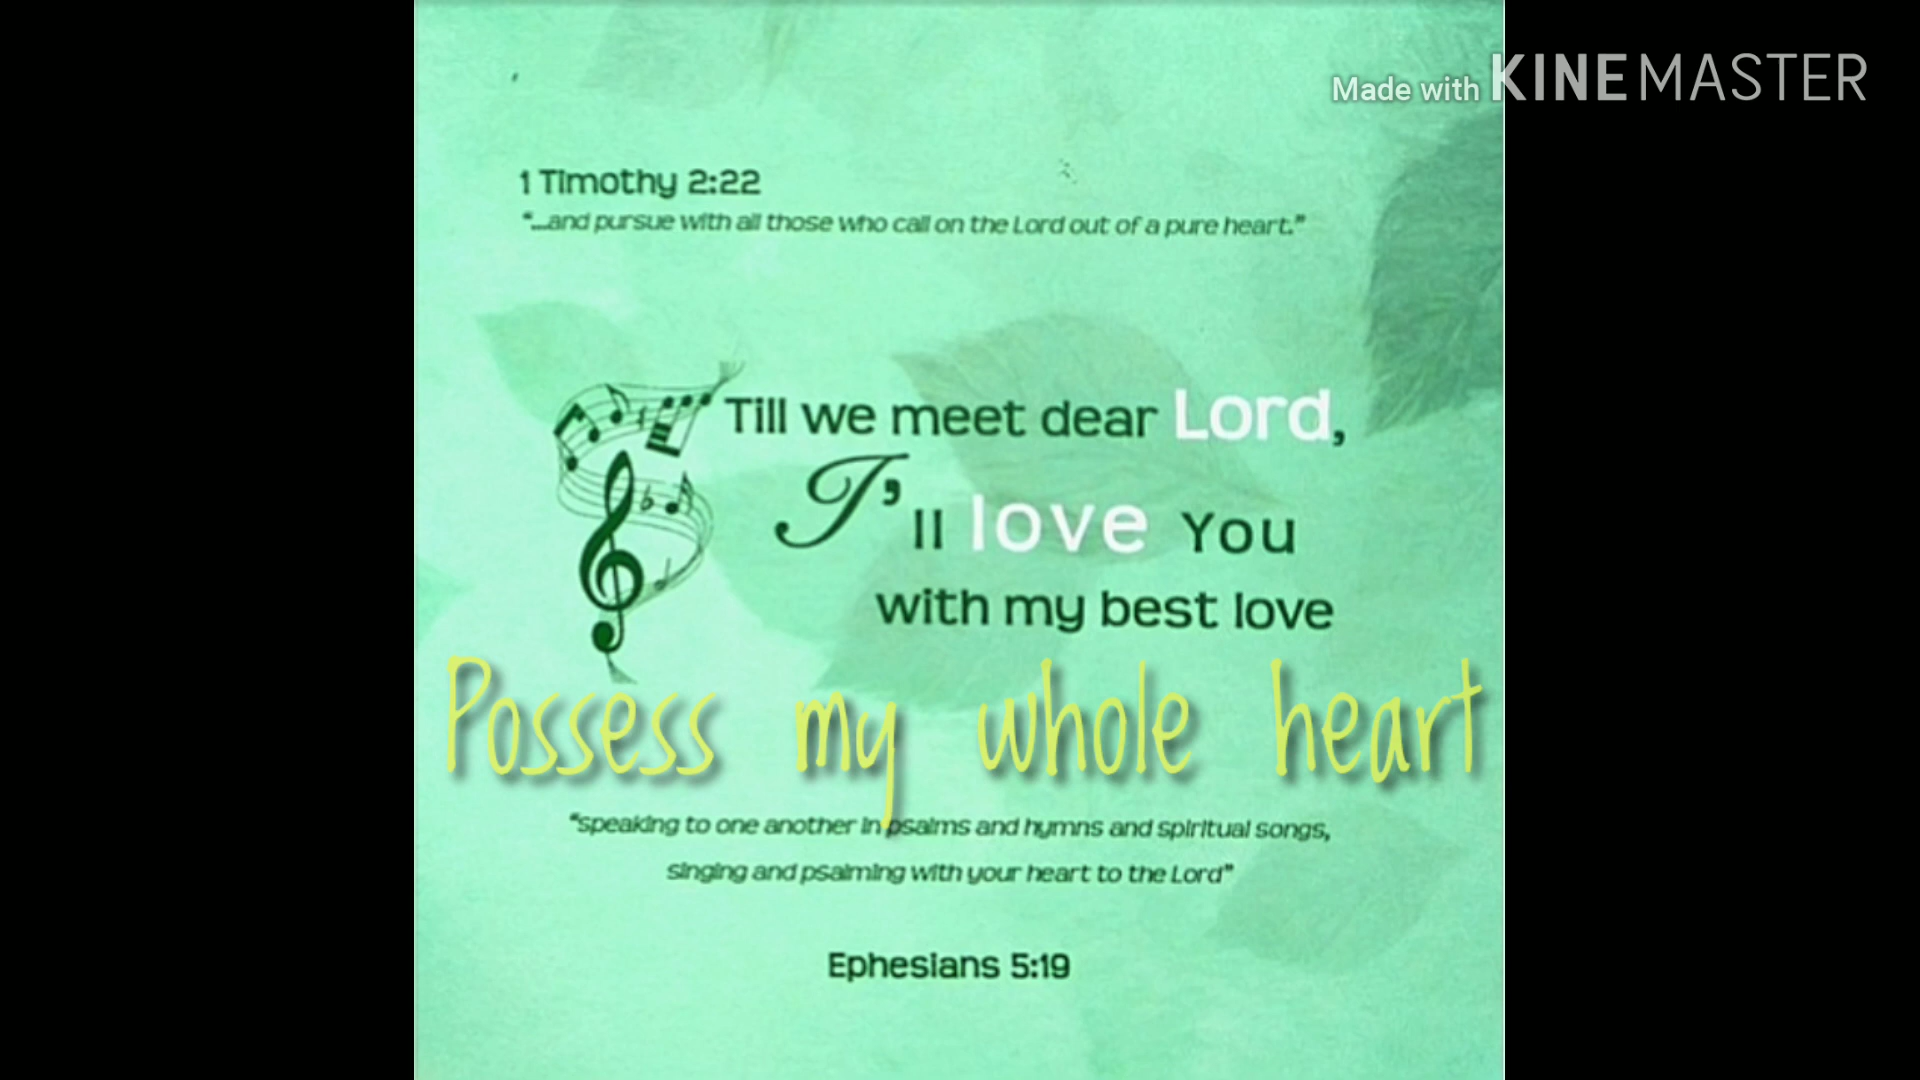 Made with KINEMASTER
1 Timothy 2:22
"...and pursue with all those who call on the Lord out of a pure heart."
Till we meet dear Lord,
I'll love You
with my best love
Possess my whole heart
"speaking to one another in psalms and hymns and spiritual songs,
singing and psalming with your heart to the Lord"
Ephesians 5:19